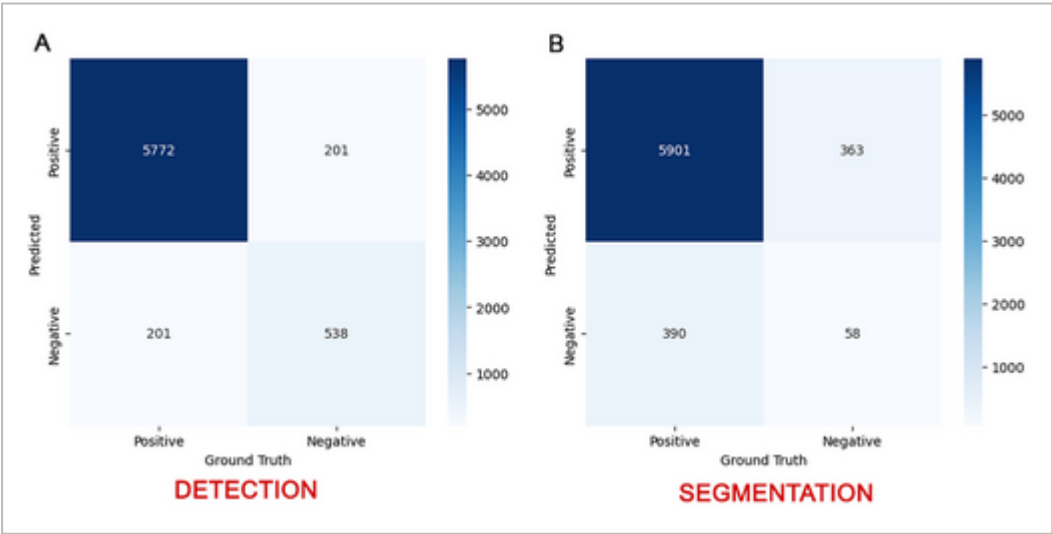 A
Predicted
Positive
Negative
5772
201
201
538
Positive
Negative
Ground Truth
5000
4000
3000
2000
1000
DETECTION
B
Predicted
Positive
Negative
5901
363
390
58
Positive
Negative
Ground Truth
5000
4000
3000
2000
1000
SEGMENTATION